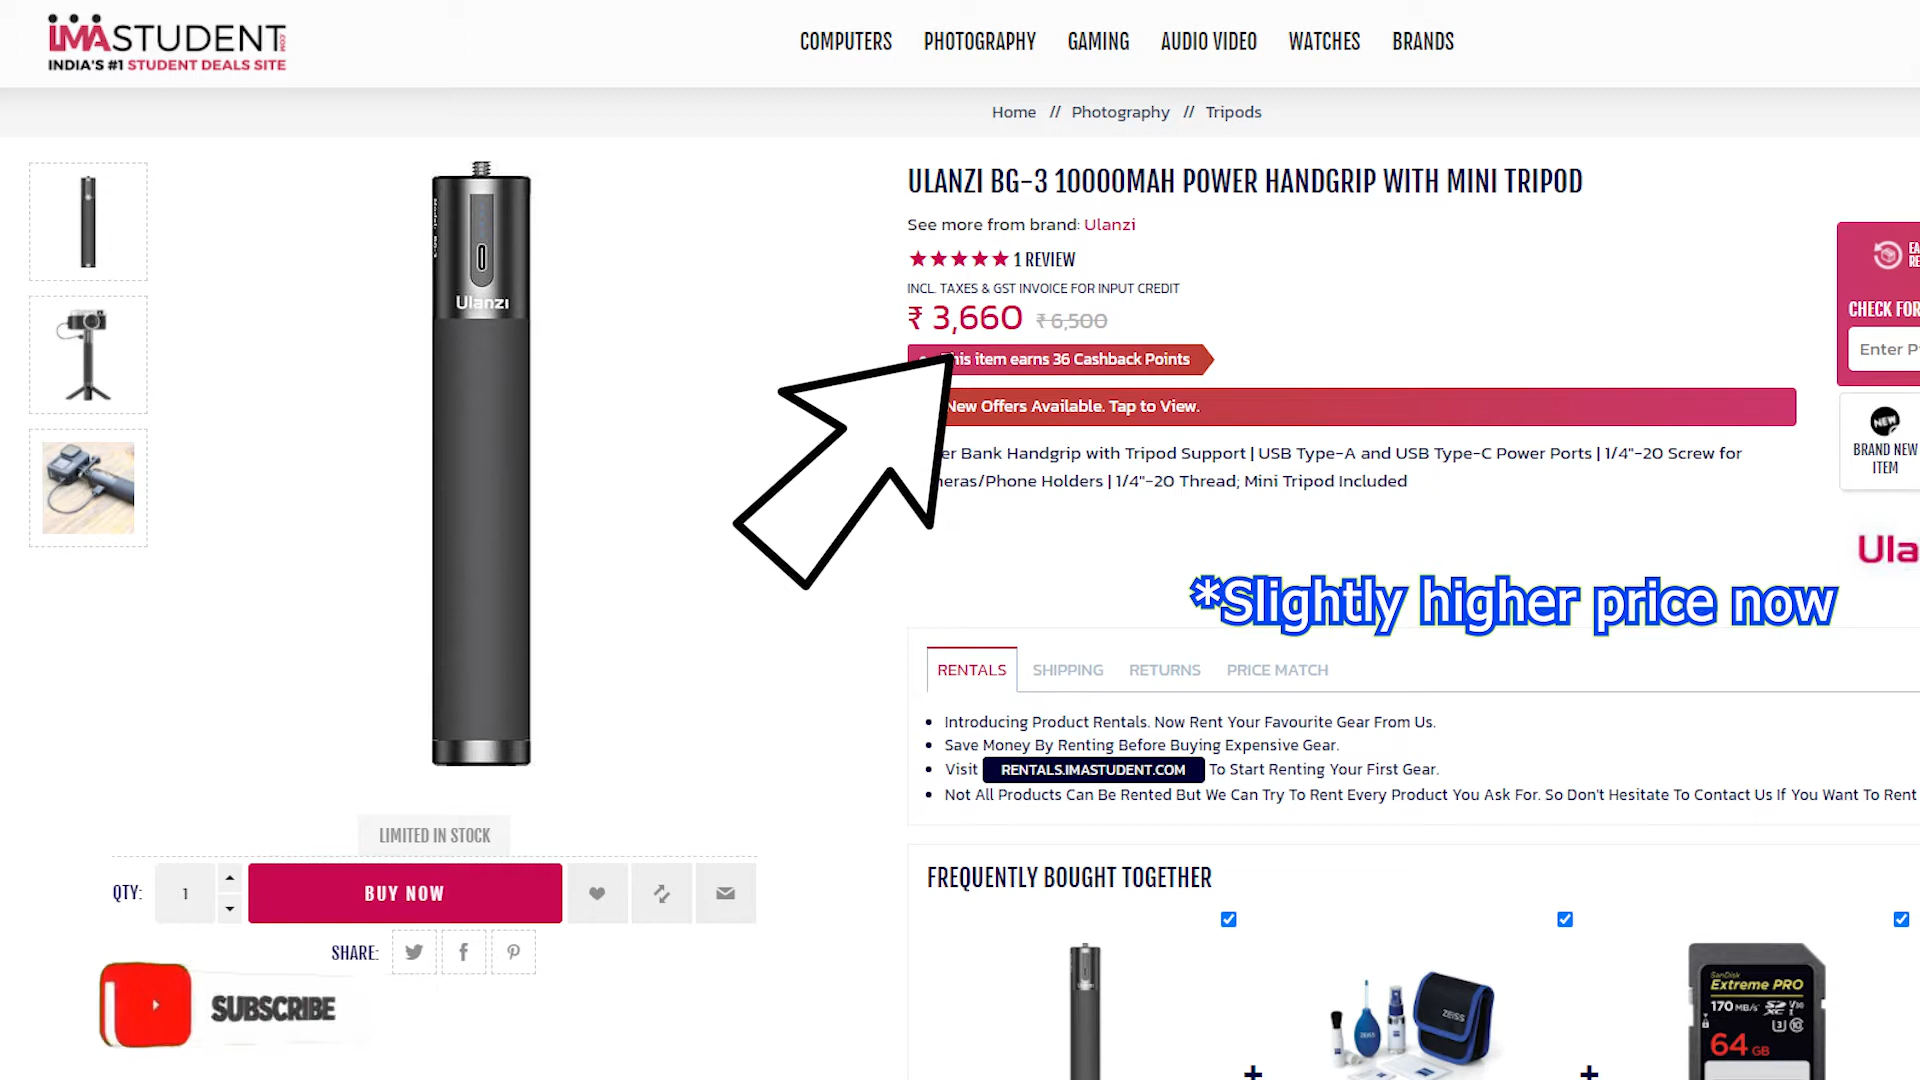 iMASTUDENT.COM
INDIA'S #1 STUDENT DEALS SITE
COMPUTERS PHOTOGRAPHY GAMING AUDIO VIDEO WATCHES BRANDS
Home // Photography // Tripods
Ulanzi
ULANZI BG-3 10000MAH POWER HANDGRIP WITH MINI TRIPOD
See more from brand: Ulanzi
1 REVIEW
INCL. TAXES & GST INVOICE FOR INPUT CREDIT
₹ 3,660 ₹ 6,500
This item earns 36 Cashback Points
New Offers Available. Tap to View.
er Bank Handgrip with Tripod Support | USB Type-A and USB Type-C Power Ports | 1/4"-20 Screw for
eras/Phone Holders | 1/4"-20 Thread; Mini Tripod Included
CHECK FOR
Enter P
NEW
BRAND NEW
ITEM
Ula
*Slightly higher price now
RENTALS SHIPPING RETURNS PRICE MATCH
Introducing Product Rentals. Now Rent Your Favourite Gear From Us.
Save Money By Renting Before Buying Expensive Gear.
Visit RENTALS.IMASTUDENT.COM To Start Renting Your First Gear.
Not All Products Can Be Rented But We Can Try To Rent Every Product You Ask For. So Don't Hesitate To Contact Us If You Want To Rent
LIMITED IN STOCK
QTY: 1 BUY NOW
SHARE:
SUBSCRIBE
FREQUENTLY BOUGHT TOGETHER
ZEISS
ZEISS
SanDisk
Extreme PRO
170 MB/s
64 GB
+ +